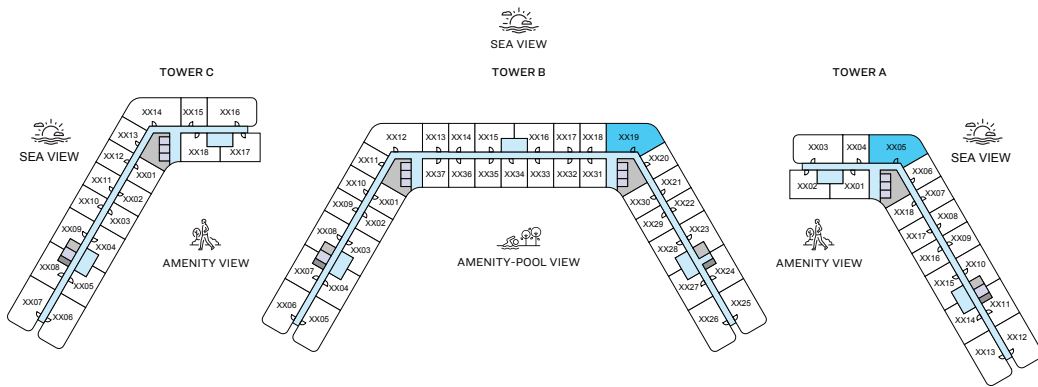 SEA VIEW
TOWER C
TOWER B
TOWER A
XX14
XX15
XX16
XX13
XX12
XX11
XX10
XX09
XX08
XX07
XX18
XX17
XX01
XX02
XX03
XX04
XX05
XX06
SEA VIEW
AMENITY VIEW
XX12
XX13
XX14
XX15
XX16
XX17
XX18
XX19
XX11
XX10
XX09
XX08
XX07
XX06
XX37
XX36
XX35
XX34
XX33
XX32
XX31
XX01
XX02
XX03
XX04
XX05
XX20
XX21
XX22
XX23
XX24
XX25
XX30
XX29
XX28
XX27
XX26
AMENITY-POOL VIEW
XX03
XX04
XX05
XX02
XX01
XX06
XX07
XX08
XX09
XX10
XX11
XX12
XX18
XX17
XX16
XX15
XX14
XX13
SEA VIEW
AMENITY VIEW